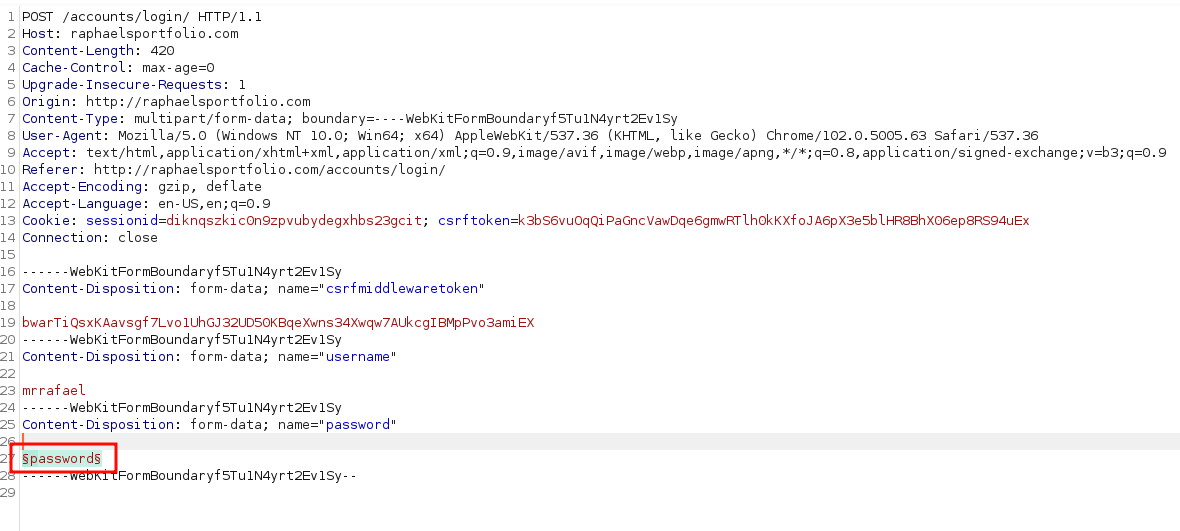 1 POST /accounts/login/ HTTP/1.1
2 Host: raphaelsportfolio.com
3 Content-Length: 420
4 Cache-Control: max-age=0
5 Upgrade-Insecure-Requests: 1
6 Origin: http://raphaelsportfolio.com
7 Content-Type: multipart/form-data; boundary=----WebKitFormBoundaryf5Tu1N4yrt2Ev1Sy
8 User-Agent: Mozilla/5.0 (Windows NT 10.0; Win64; x64) AppleWebKit/537.36 (KHTML, like Gecko) Chrome/102.0.5005.63 Safari/537.36
9 Accept: text/html,application/xhtml+xml,application/xml;q=0.9,image/avif,image/webp,image/apng,*/*;q=0.8,application/signed-exchange;v=b3;q=0.9
10 Referer: http://raphaelsportfolio.com/accounts/login/
11 Accept-Encoding: gzip, deflate
12 Accept-Language: en-US,en;q=0.9
13 Cookie: sessionid=diknqszkic0n9zpvubydegxhbs23gcit; csrftoken=k3bS6vuOqQiPaGncVawDqe6gmwRTlhOkKXfoJA6pX3e5blHR8BhX06ep8RS94uEx
14 Connection: close
15
16 ------WebKitFormBoundaryf5Tu1N4yrt2Ev1Sy
17 Content-Disposition: form-data; name="csrfmiddlewaretoken"
18
19 bwarTiQsxKAavsgf7Lvo1UhGJ32UD50KBqeXwns34Xwqw7AUkcgIBMpPvo3amiEX
20 ------WebKitFormBoundaryf5Tu1N4yrt2Ev1Sy
21 Content-Disposition: form-data; name="username"
22
23 mrrafael
24 ------WebKitFormBoundaryf5Tu1N4yrt2Ev1Sy
25 Content-Disposition: form-data; name="password"
26
27 §password§
28 ------WebKitFormBoundaryf5Tu1N4yrt2Ev1Sy--
29